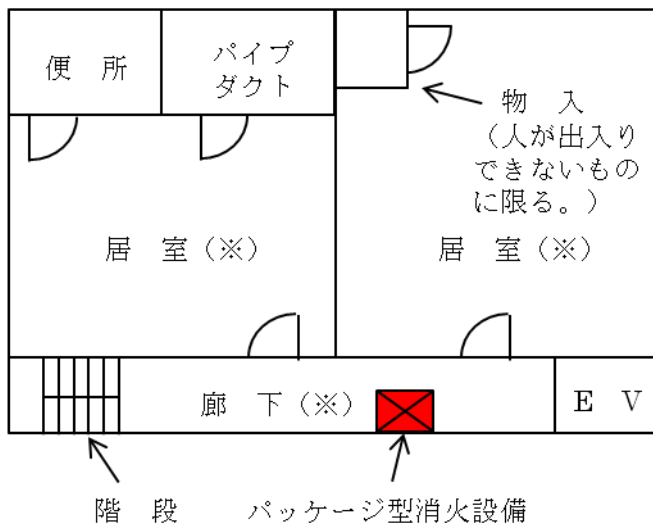 便 所
パイプ
ダクト
物 入
（人が出入り
できないもの
に限る。）
居 室（※）
居 室（※）
廊 下（※）
E V
階 段
パッケージ型消火設備